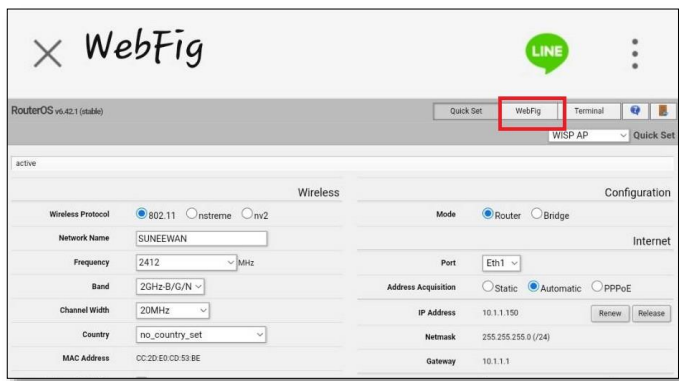 WebFig
LINE
RouterOS v6.42.1 (stable)
Quick Set WebFig Terminal
WISP AP Quick Set
active
Wireless
Wireless Protocol 802.11 nstreme nv2
Network Name SUNEEWAN
Frequency 2412 MHz
Band 2GHz-B/G/N
Channel Width 20MHz
Country no_country_set
MAC Address CC:2D:E0:CD:53:BE
Configuration
Mode Router Bridge
Internet
Port Eth1
Address Acquisition Static Automatic PPPoE
IP Address 10.1.1.150 Renew Release
Netmask 255.255.255.0 (/24)
Gateway 10.1.1.1